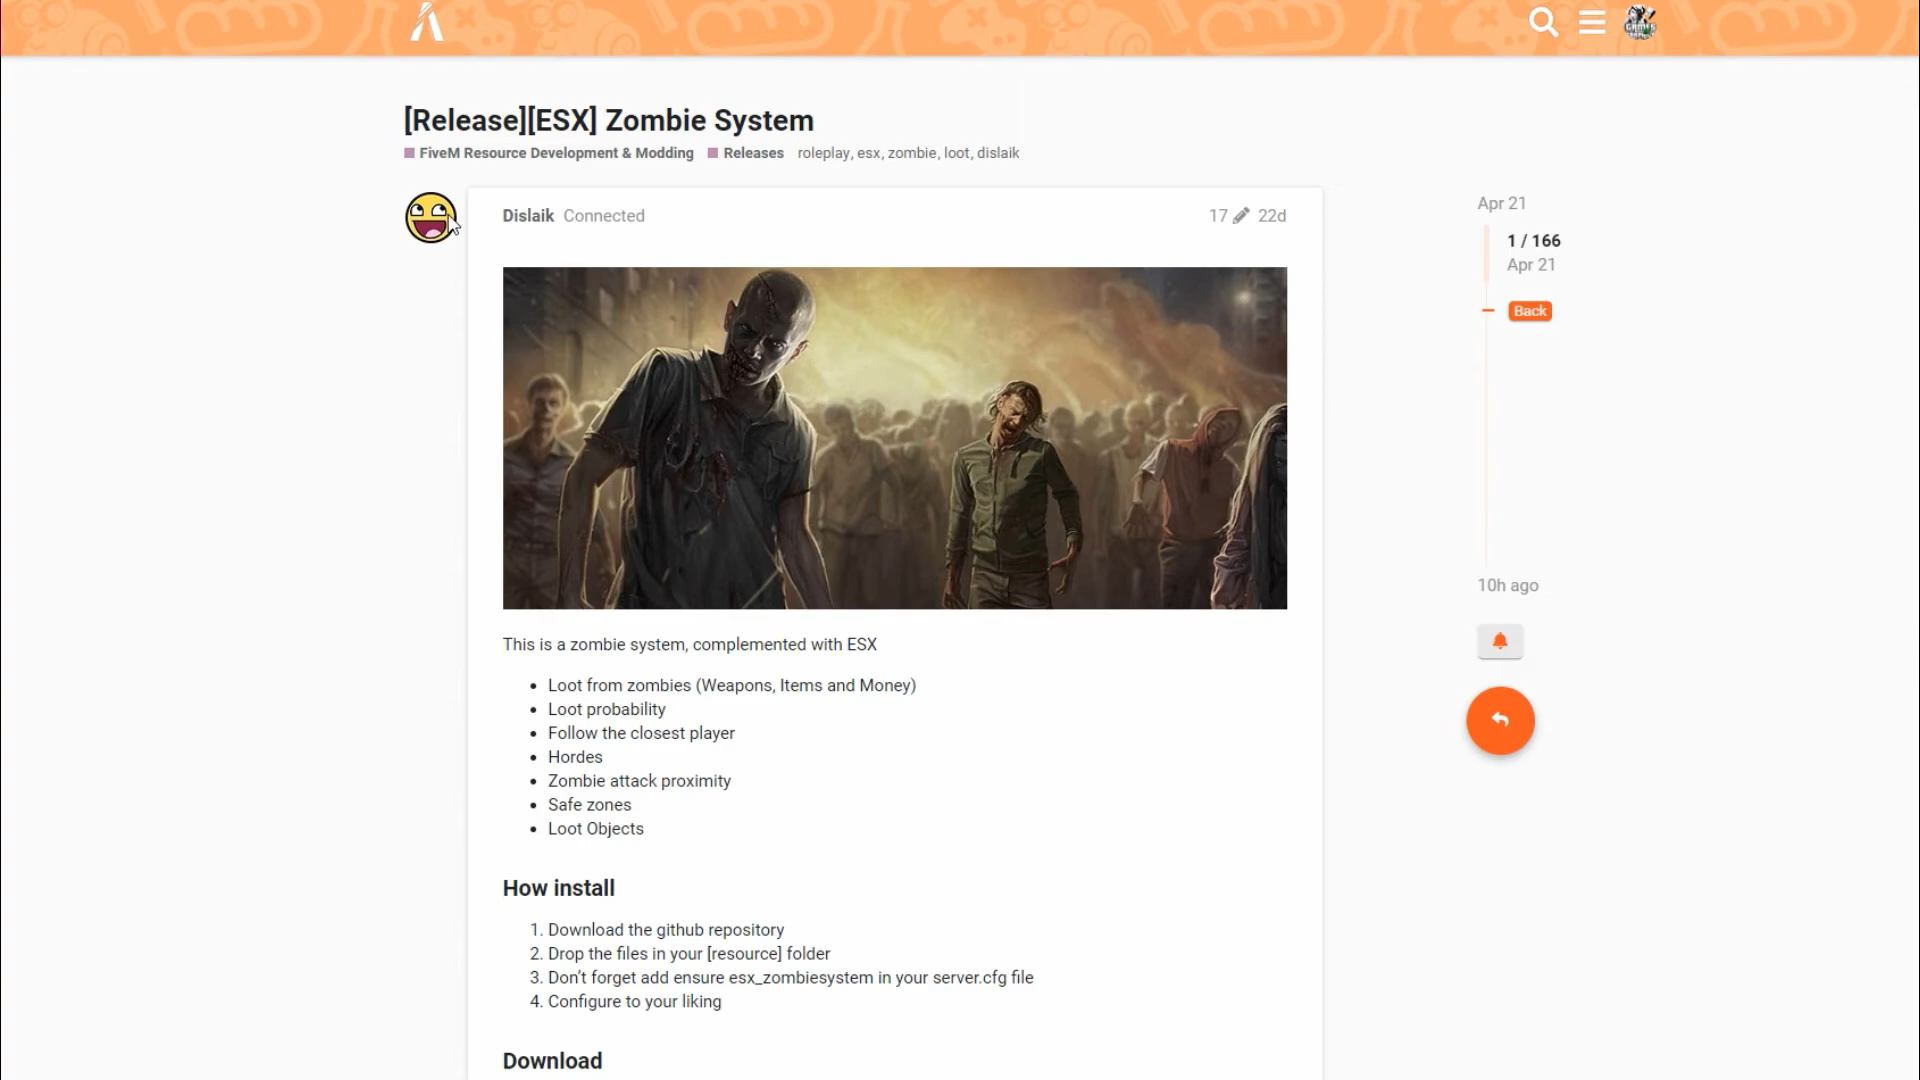 [Release][ESX] Zombie System
FiveM Resource Development & Modding Releases roleplay, esx, zombie, loot, dislaik
Dislaik Connected 17 22d
Apr 21
1 / 166
Apr 21
Back
10h ago
This is a zombie system, complemented with ESX
• Loot from zombies (Weapons, Items and Money)
• Loot probability
• Follow the closest player
• Hordes
• Zombie attack proximity
• Safe zones
• Loot Objects
How install
1. Download the github repository
2. Drop the files in your [resource] folder
3. Don’t forget add ensure esx_zombiesystem in your server.cfg file
4. Configure to your liking
Download